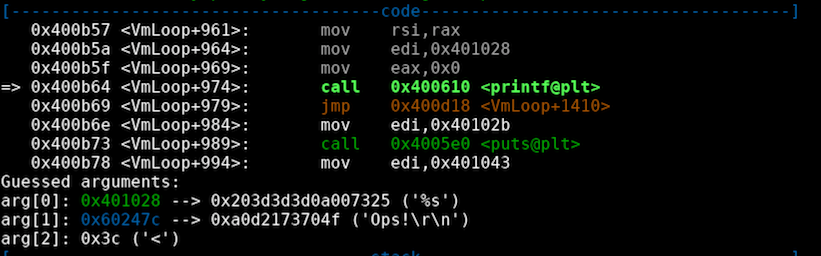 [-------------------------------------code-------------------------------------]
   0x400b57 <VmLoop+961>:	mov    rsi,rax
   0x400b5a <VmLoop+964>:	mov    edi,0x401028
   0x400b5f <VmLoop+969>:	mov    eax,0x0
=> 0x400b64 <VmLoop+974>:	call   0x400610 <printf@plt>
   0x400b69 <VmLoop+979>:	jmp    0x400d18 <VmLoop+1410>
   0x400b6e <VmLoop+984>:	mov    edi,0x40102b
   0x400b73 <VmLoop+989>:	call   0x4005e0 <puts@plt>
   0x400b78 <VmLoop+994>:	mov    edi,0x401043
Guessed arguments:
arg[0]: 0x401028 --> 0x203d3d3d0a007325 ('%s')
arg[1]: 0x60247c --> 0xa0d2173704f ('Ops!\r\n')
arg[2]: 0x3c ('<')